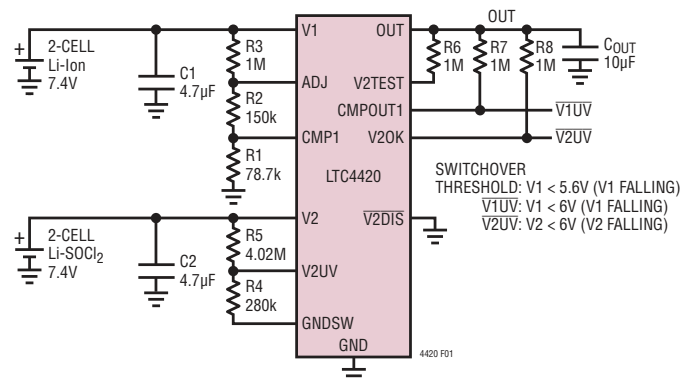 OUT
V1
OUT
+
2-CELL
Li-Ion
7.4V
C1
4.7µF
R3
1M
R6
1M
R7
1M
R8
1M
COUT
10µF
ADJ
V2TEST
R2
150k
CMPOUT1
V1UV
CMP1
V2OK
V2UV
R1
78.7k
LTC4420
SWITCHOVER
THRESHOLD: V1 < 5.6V (V1 FALLING)
V1UV: V1 < 6V (V1 FALLING)
V2UV: V2 < 6V (V2 FALLING)
V2
V2DIS
+
2-CELL
Li-SOCl2
7.4V
C2
4.7µF
R5
4.02M
V2UV
R4
280k
GNDSW
GND
4420 F01